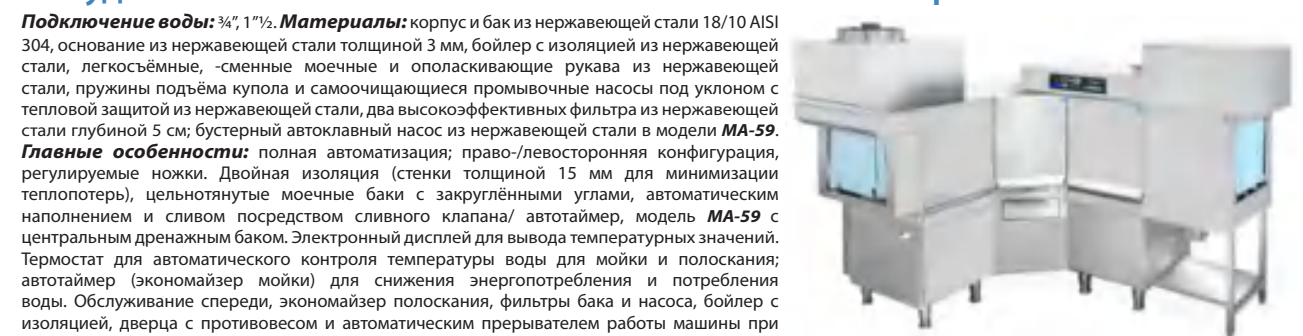 Подключение воды: ¾”, 1”½. Материалы: корпус и бак из нержавеющей стали 18/10 AISI
304, основание из нержавеющей стали толщиной 3 мм, бойлер с изоляцией из нержавеющей
стали, легкосъёмные, -сменные моечные и ополаскивающие рукава из нержавеющей
стали, пружины подъёма купола и самоочищающиеся промывочные насосы под уклоном с
тепловой защитой из нержавеющей стали, два высокоэффективных фильтра из нержавеющей
стали глубиной 5 см; бустерный автоклавный насос из нержавеющей стали в модели МА-59.
Главные особенности: полная автоматизация; право-/левосторонняя конфигурация,
регулируемые ножки. Двойная изоляция (стенки толщиной 15 мм для минимизации
теплопотерь), цельнотянутые моечные баки с закруглёнными углами, автоматическим
наполнением и сливом посредством сливного клапана/ автотаймер, модель МА-59 с
центральным дренажным баком. Электронный дисплей для вывода температурных значений.
Термостат для автоматического контроля температуры воды для мойки и полоскания;
автотаймер (экономайзер мойки) для снижения энергопотребления и потребления
воды. Обслуживание спереди, экономайзер полоскания, фильтры бака и насоса, бойлер с
изоляцией, дверца с противовесом и автоматическим прерывателем работы машины при